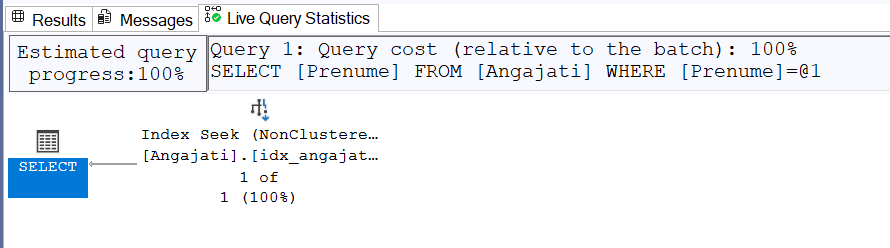 Results Messages Live Query Statistics
Estimated query
progress:100%
Query 1: Query cost (relative to the batch): 100%
SELECT [Prenume] FROM [Angajati] WHERE [Prenume]=@1
Index Seek (NonClustere…
[Angajati].[idx_angajat…
SELECT
1 of
1 (100%)